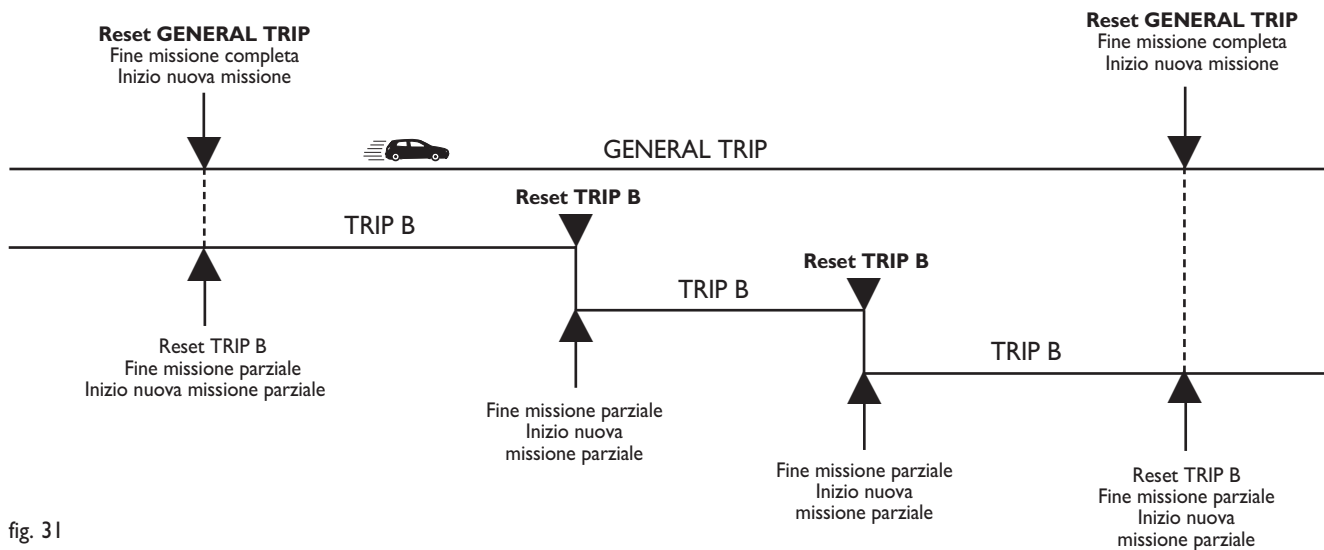 Reset GENERAL TRIP
Fine missione completa
Inizio nuova missione
Reset GENERAL TRIP
Fine missione completa
Inizio nuova missione
GENERAL TRIP
Reset TRIP B
TRIP B
Reset TRIP B
TRIP B
TRIP B
Reset TRIP B
Fine missione parziale
Inizio nuova missione parziale
Fine missione parziale
Inizio nuova
missione parziale
Fine missione parziale
Inizio nuova
missione parziale
Reset TRIP B
Fine missione parziale
Inizio nuova
missione parziale
fig. 31